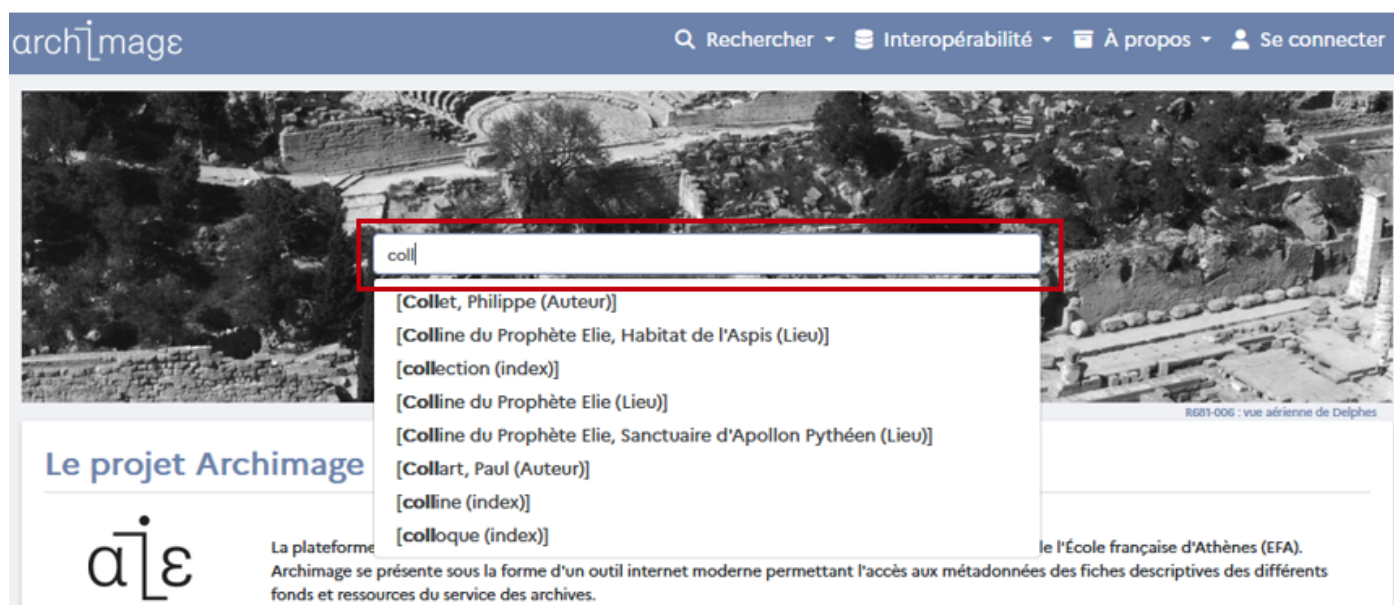 archimage
Rechercher Interopérabilité À propos Se connecter
coll
[Collet, Philippe (Auteur)]
[Colline du Prophète Elie, Habitat de l'Aspis (Lieu)]
[collection (index)]
[Colline du Prophète Elie (Lieu)]
[Colline du Prophète Elie, Sanctuaire d'Apollon Pythéen (Lieu)]
[Collart, Paul (Auteur)]
[colline (index)]
[colloque (index)]
R681-006 : vue aérienne de Delphes
Le projet Archimage
αiε
La plateforme le l'École française d'Athènes (EFA).
Archimage se présente sous la forme d'un outil internet moderne permettant l'accès aux métadonnées des fiches descriptives des différents
fonds et ressources du service des archives.